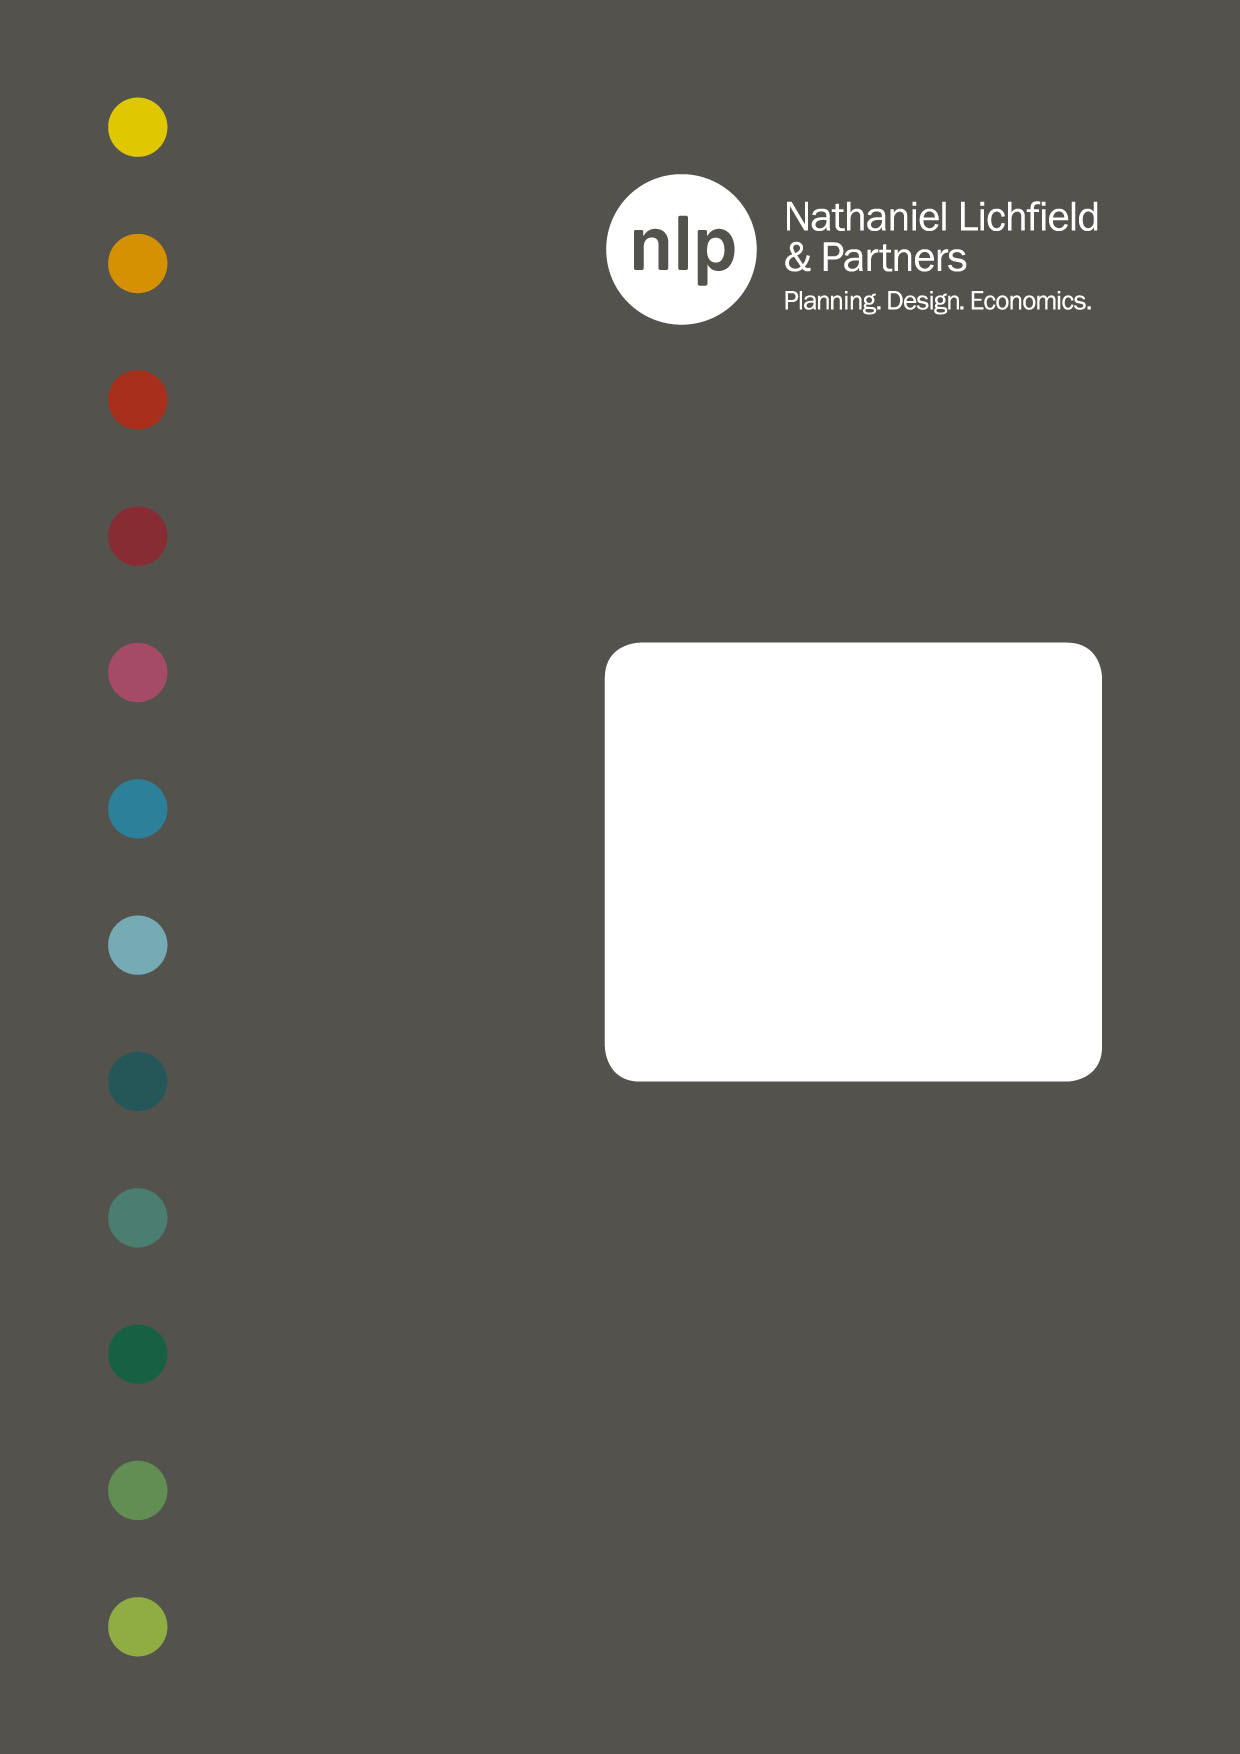 nlp
Nathaniel Lichfield
& Partners
Planning. Design. Economics.